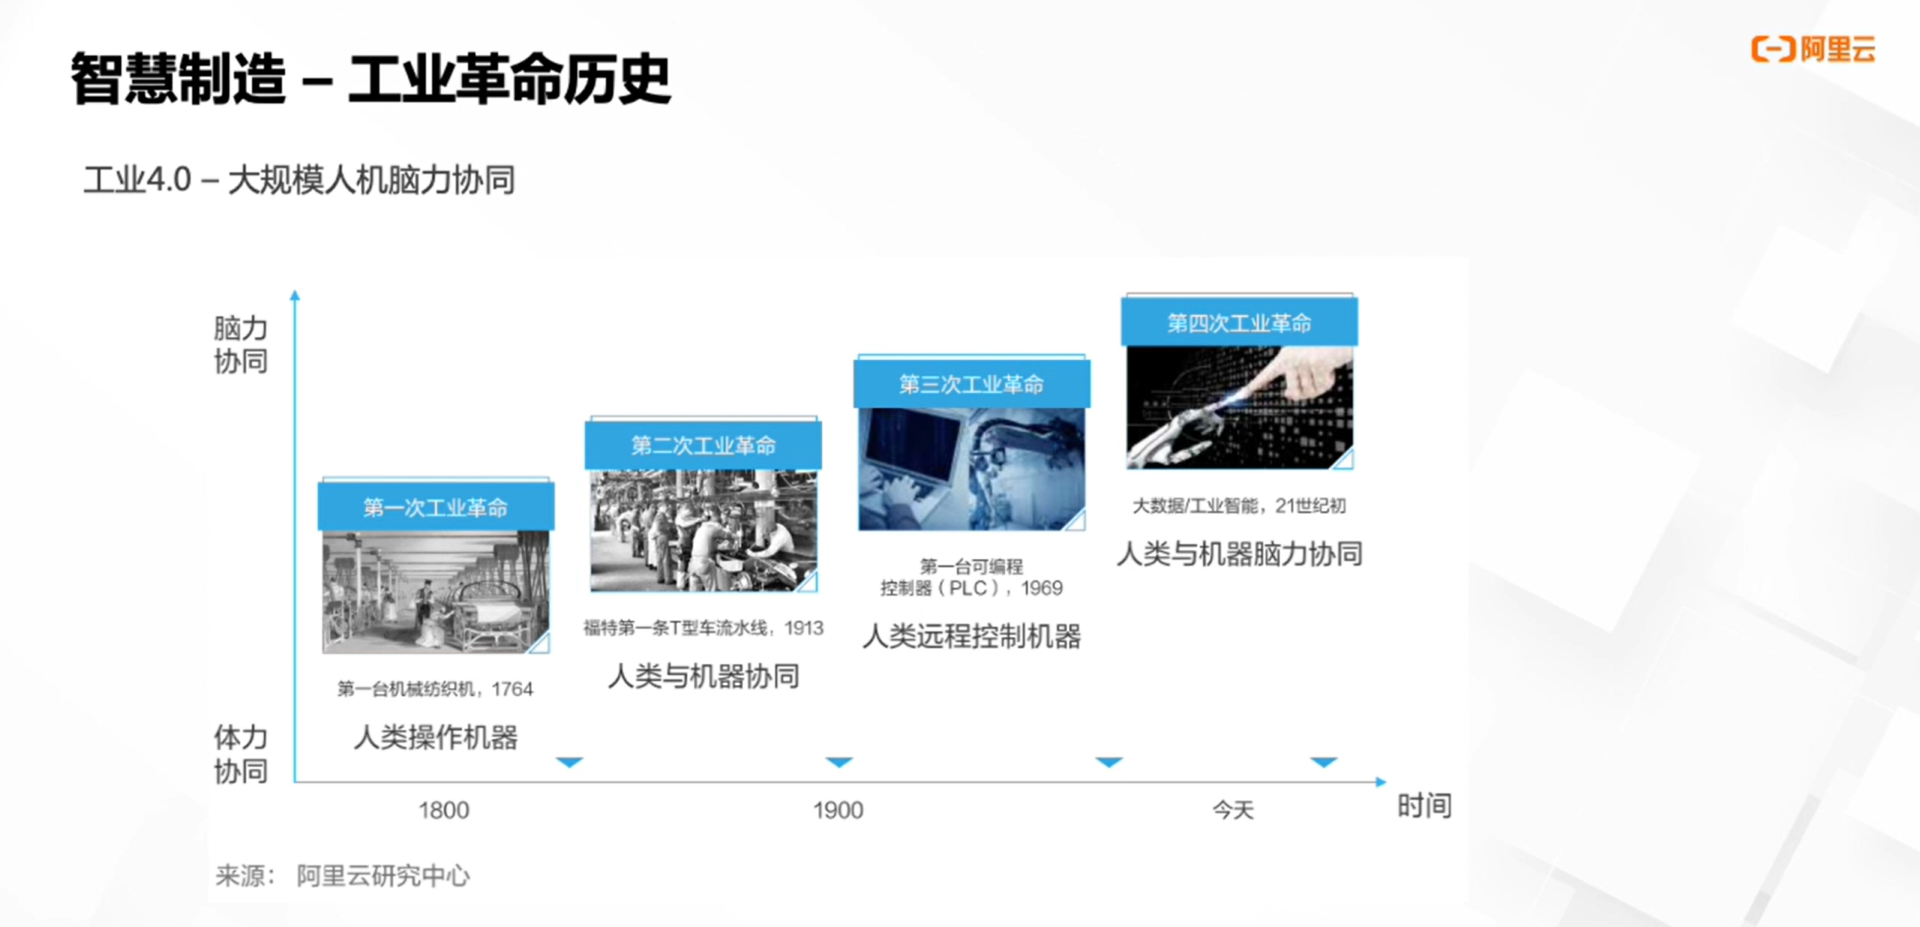 智慧制造 – 工业革命历史
阿里云
工业4.0 – 大规模人机脑力协同
脑力
协同
第四次工业革命
大数据/工业智能，21世纪初
人类与机器脑力协同
第三次工业革命
第一台可编程
控制器（PLC），1969
人类远程控制机器
第二次工业革命
福特第一条T型车流水线，1913
人类与机器协同
第一次工业革命
第一台机械纺织机，1764
人类操作机器
体力
协同
1800
1900
今天
时间
来源： 阿里云研究中心